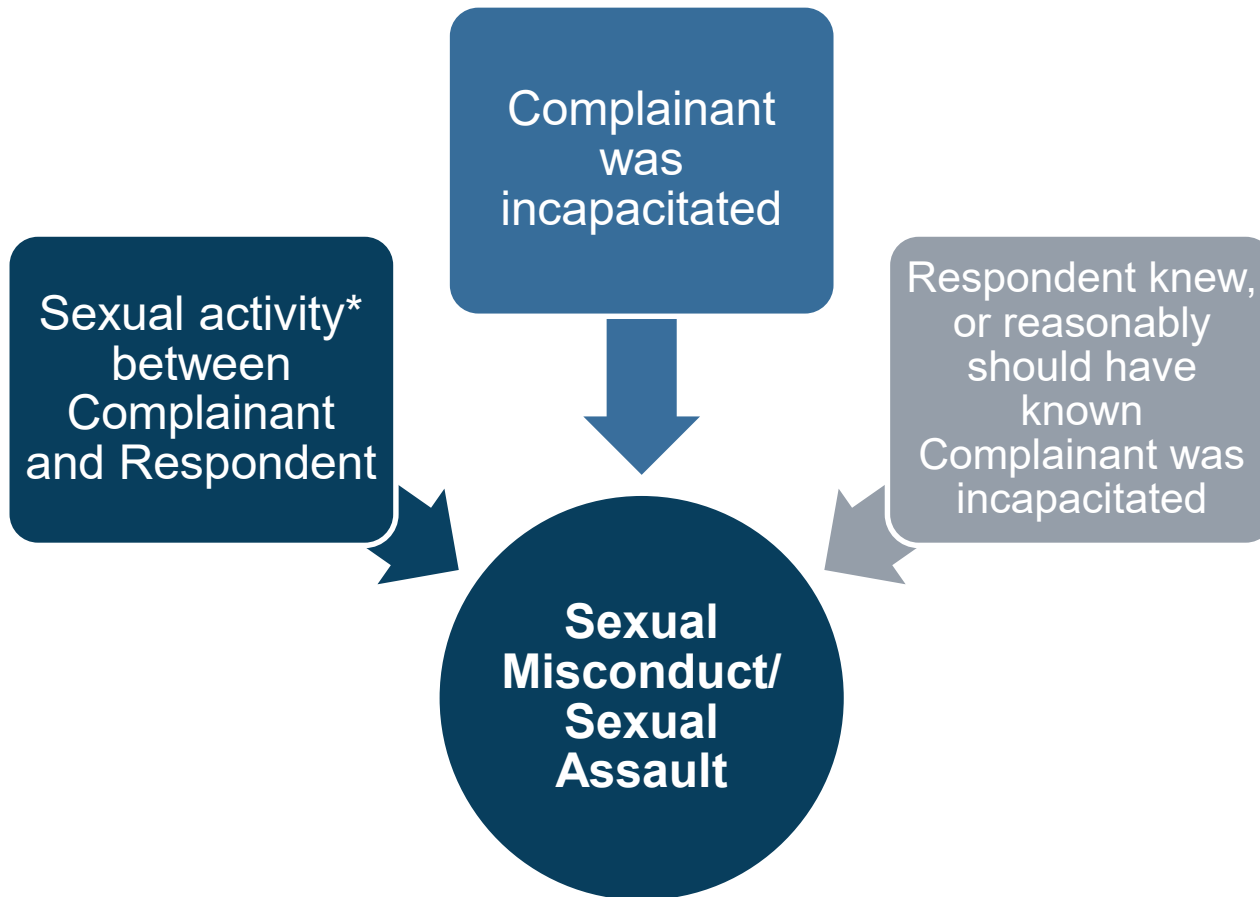 Complainant
was
incapacitated
Sexual activity*
between
Complainant
and Respondent
Respondent knew,
or reasonably
should have
known
Complainant was
incapacitated
Sexual
Misconduct/
Sexual
Assault